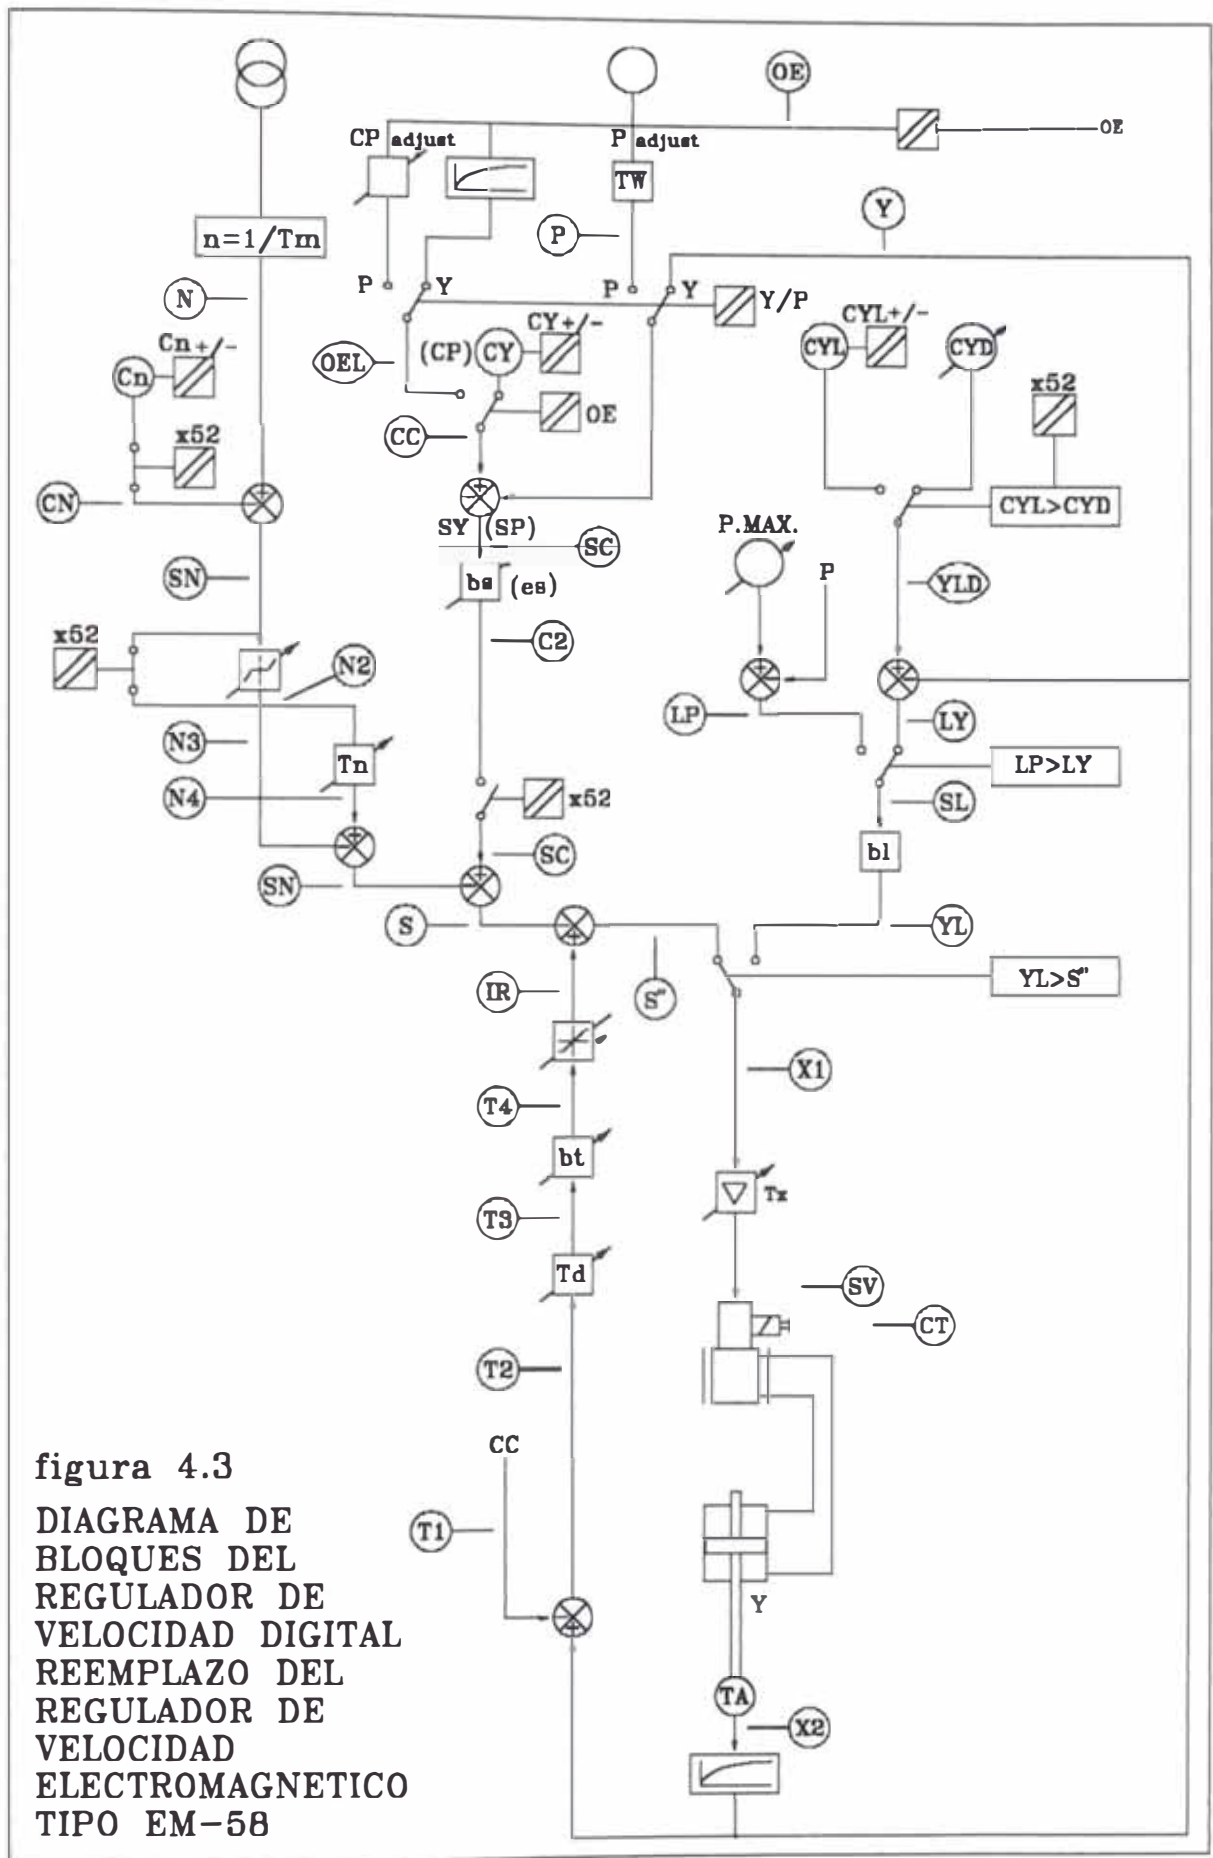 OE
CP adjust
P adjust
OE
TW
n=1/Tm
P
Y
N
P
Y
P
Y
Y/P
Cn+/-
CY+/-
CYL+/-
Cn
OEL
(CP)
CY
CYL
CYD
x52
x52
OE
CC
CN
CYL>CYD
SY (SP)
SC
P.MAX.
P
SN
bs
(es)
YLD
x52
C2
N2
LP
LY
N3
Tn
LP>LY
N4
x52
SL
SC
bl
SN
S
YL
IR
S"
YL>S"
X1
T4
bt
Tx
T3
Td
SV
CT
T2
CC
T1
Y
TA
X2
figura 4.3
DIAGRAMA DE
BLOQUES DEL
REGULADOR DE
VELOCIDAD DIGITAL
REEMPLAZO DEL
REGULADOR DE
VELOCIDAD
ELECTROMAGNETICO
TIPO EM-58